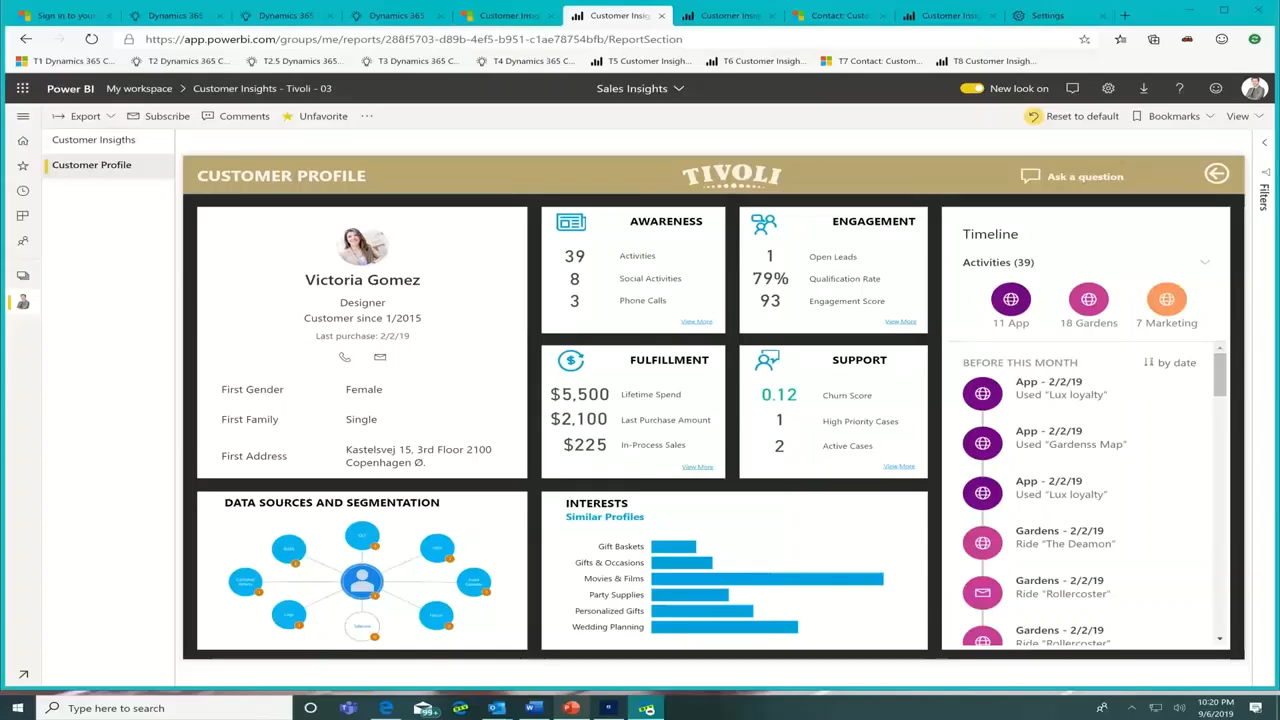 Sign in to your
Dynamics 365
Dynamics 365
Dynamics 365
Customer Insig
Customer Insig
Customer Insig
Contact: Custo
Customer Insig
Settings
https://app.powerbi.com/groups/me/reports/288f5703-d89b-4ef5-b951-c1ae78754bfb/ReportSection
T1 Dynamics 365 C...
T2 Dynamics 365 C...
T2.5 Dynamics 365...
T3 Dynamics 365 C...
T4 Dynamics 365 C...
T5 Customer Insigh...
T6 Customer Insigh...
T7 Contact: Custom...
T8 Customer Insigh...
Power BI
My workspace
Customer Insights - Tivoli - 03
Sales Insights
New look on
Export
Subscribe
Comments
Unfavorite
Reset to default
Bookmarks
View
Customer Insigths
Customer Profile
CUSTOMER PROFILE
TIVOLI
Ask a question
Filters
Victoria Gomez
Designer
Customer since 1/2015
Last purchase: 2/2/19
First Gender Female
First Family Single
First Address Kastelsvej 15, 3rd Floor 2100
Copenhagen Ø.
AWARENESS
39 Activities
8 Social Activities
3 Phone Calls
View More
ENGAGEMENT
1 Open Leads
79% Qualification Rate
93 Engagement Score
View More
FULFILLMENT
$5,500 Lifetime Spend
$2,100 Last Purchase Amount
$225 In-Process Sales
View More
SUPPORT
0.12 Churn Score
1 High Priority Cases
2 Active Cases
View More
Timeline
Activities (39)
11 App
18 Gardens
7 Marketing
BEFORE THIS MONTH
by date
App - 2/2/19
Used "Lux loyalty"
App - 2/2/19
Used "Gardenss Map"
App - 2/2/19
Used "Lux loyalty"
Gardens - 2/2/19
Ride "The Deamon"
Gardens - 2/2/19
Ride "Rollercoster"
Gardens - 2/2/19
Ride "Rollercoster"
DATA SOURCES AND SEGMENTATION
INTERESTS
Similar Profiles
Gift Baskets
Gifts & Occasions
Movies & Films
Party Supplies
Personalized Gifts
Wedding Planning
Type here to search
99+
10:20 PM
9/6/2019